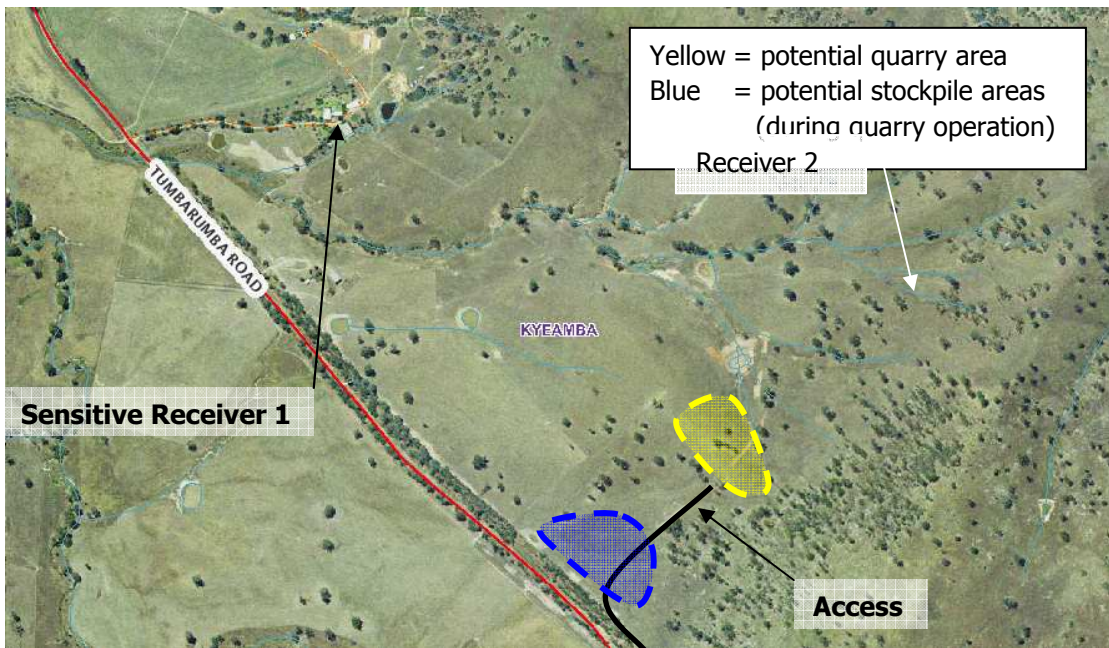 Yellow = potential quarry area
Blue = potential stockpile areas
(during quarry operation)
Receiver 2
TUMBARUMBA ROAD
KYEAMBA
Sensitive Receiver 1
Access